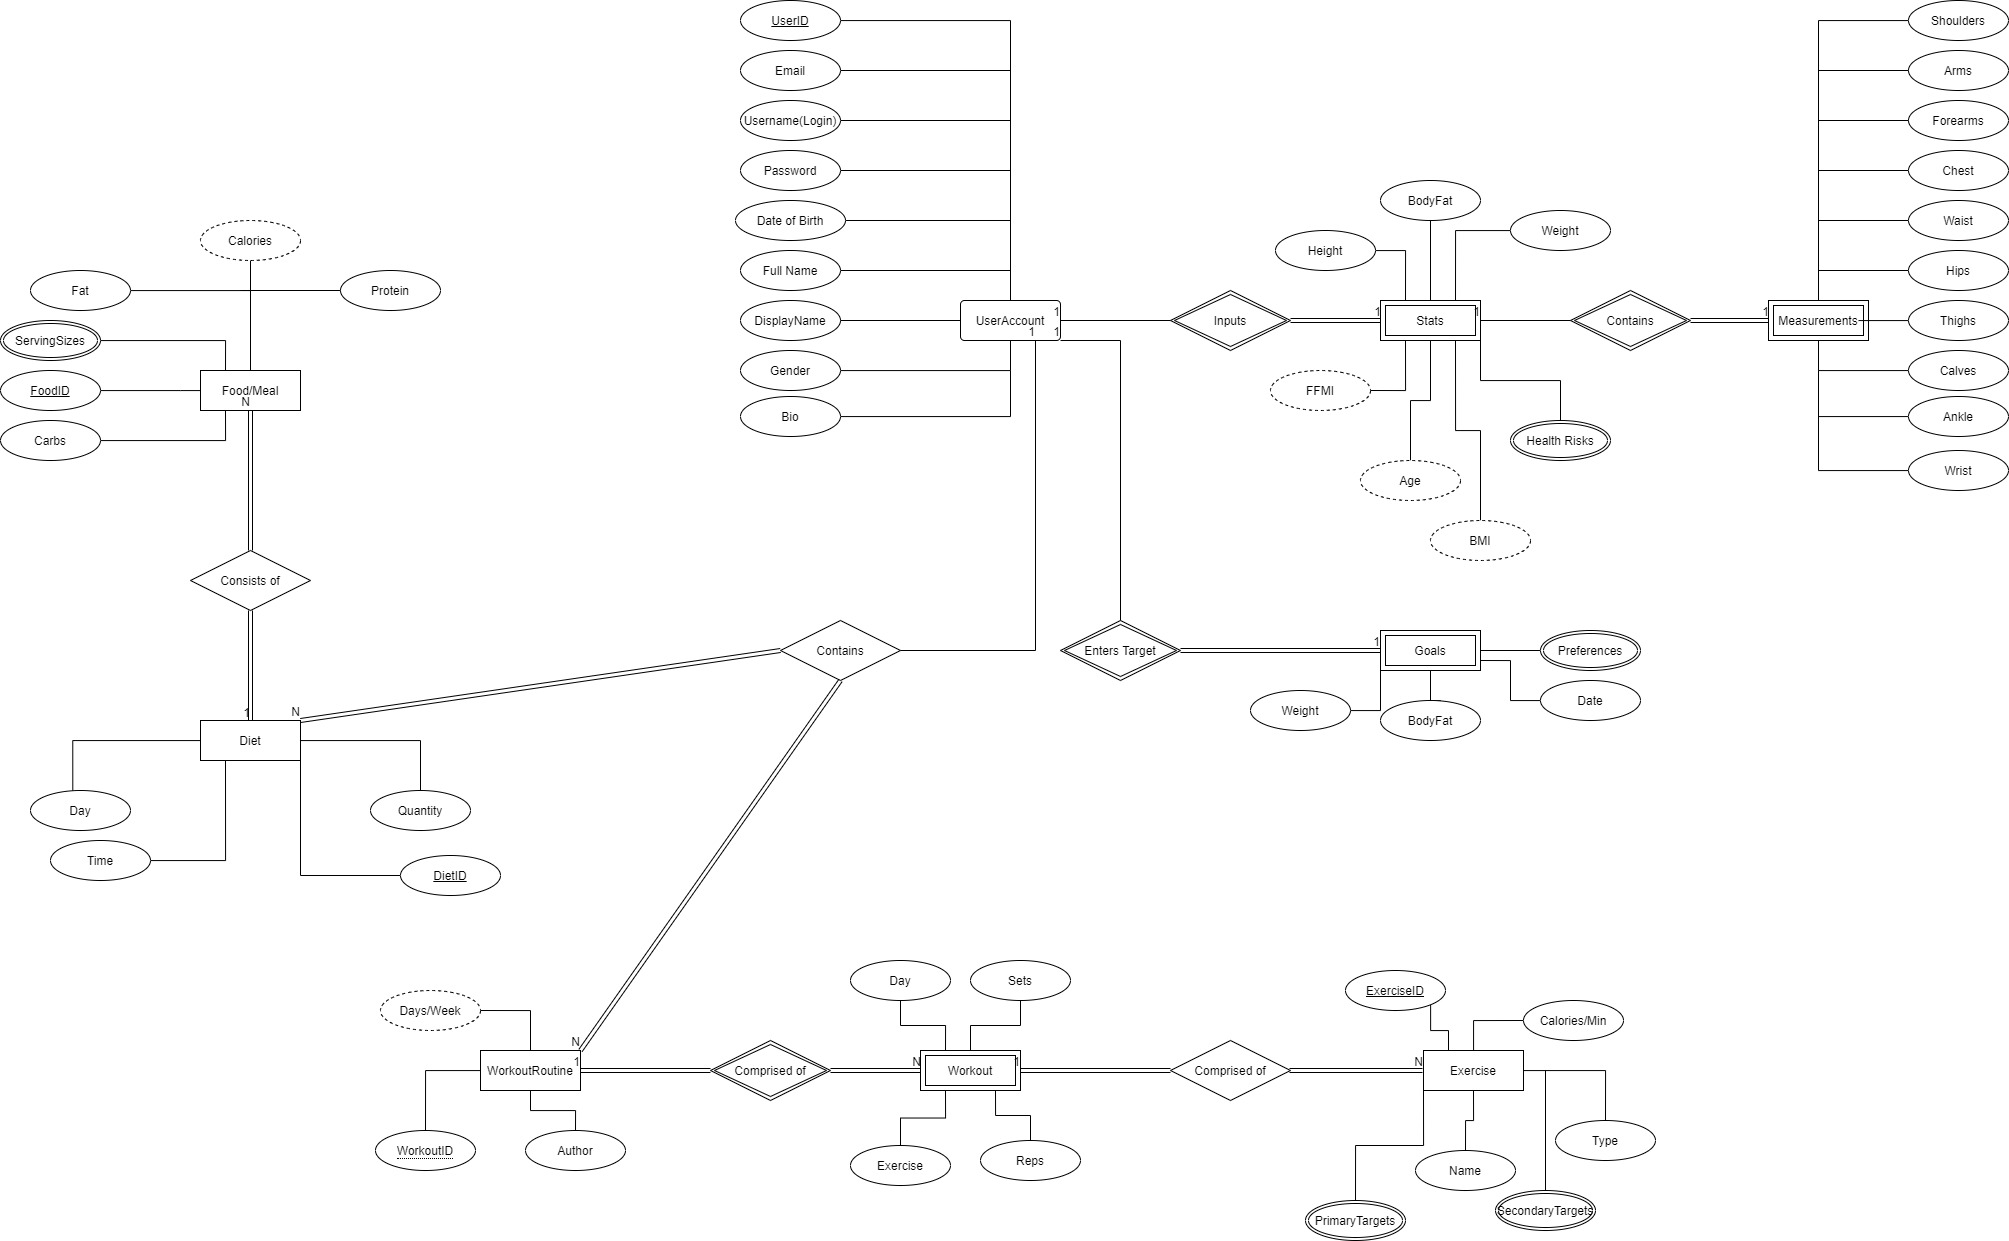 UserID
Email
Username(Login)
Password
Date of Birth
Full Name
DisplayName
Gender
Bio
UserAccount
1
1
1
Inputs
1
Stats
1
Height
BodyFat
Weight
FFMI
Age
BMI
Health Risks
Contains
1
Measurements
Shoulders
Arms
Forearms
Chest
Waist
Hips
Thighs
Calves
Ankle
Wrist
Calories
Fat
Protein
ServingSizes
FoodID
Carbs
Food/Meal
N
Consists of
1
Diet
N
Day
Time
Quantity
DietID
Contains
Enters Target
1
Goals
Preferences
Date
Weight
BodyFat
Days/Week
N
WorkoutRoutine
1
WorkoutID
Author
Comprised of
N
Workout
1
Day
Sets
Exercise
Reps
Comprised of
N
Exercise
ExerciseID
Calories/Min
Type
Name
PrimaryTargets
SecondaryTargets